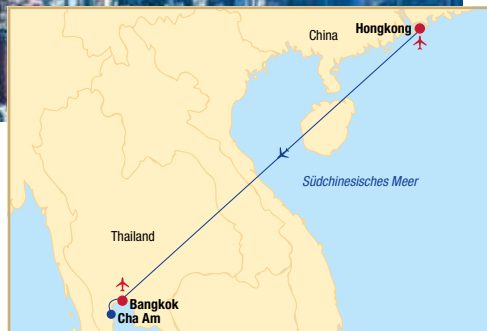 Hongkong
China
Südchinesisches Meer
Thailand
Bangkok
Cha Am